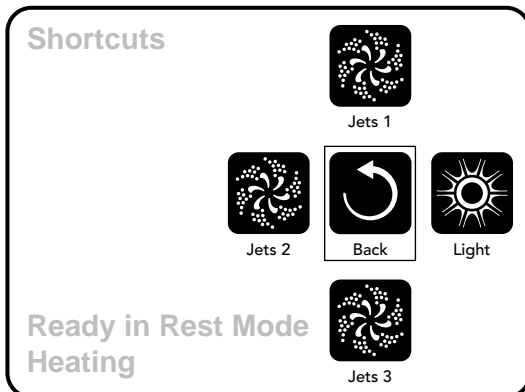 Shortcuts
Jets 1
Jets 2 Back Light
Ready in Rest Mode
Heating
Jets 3